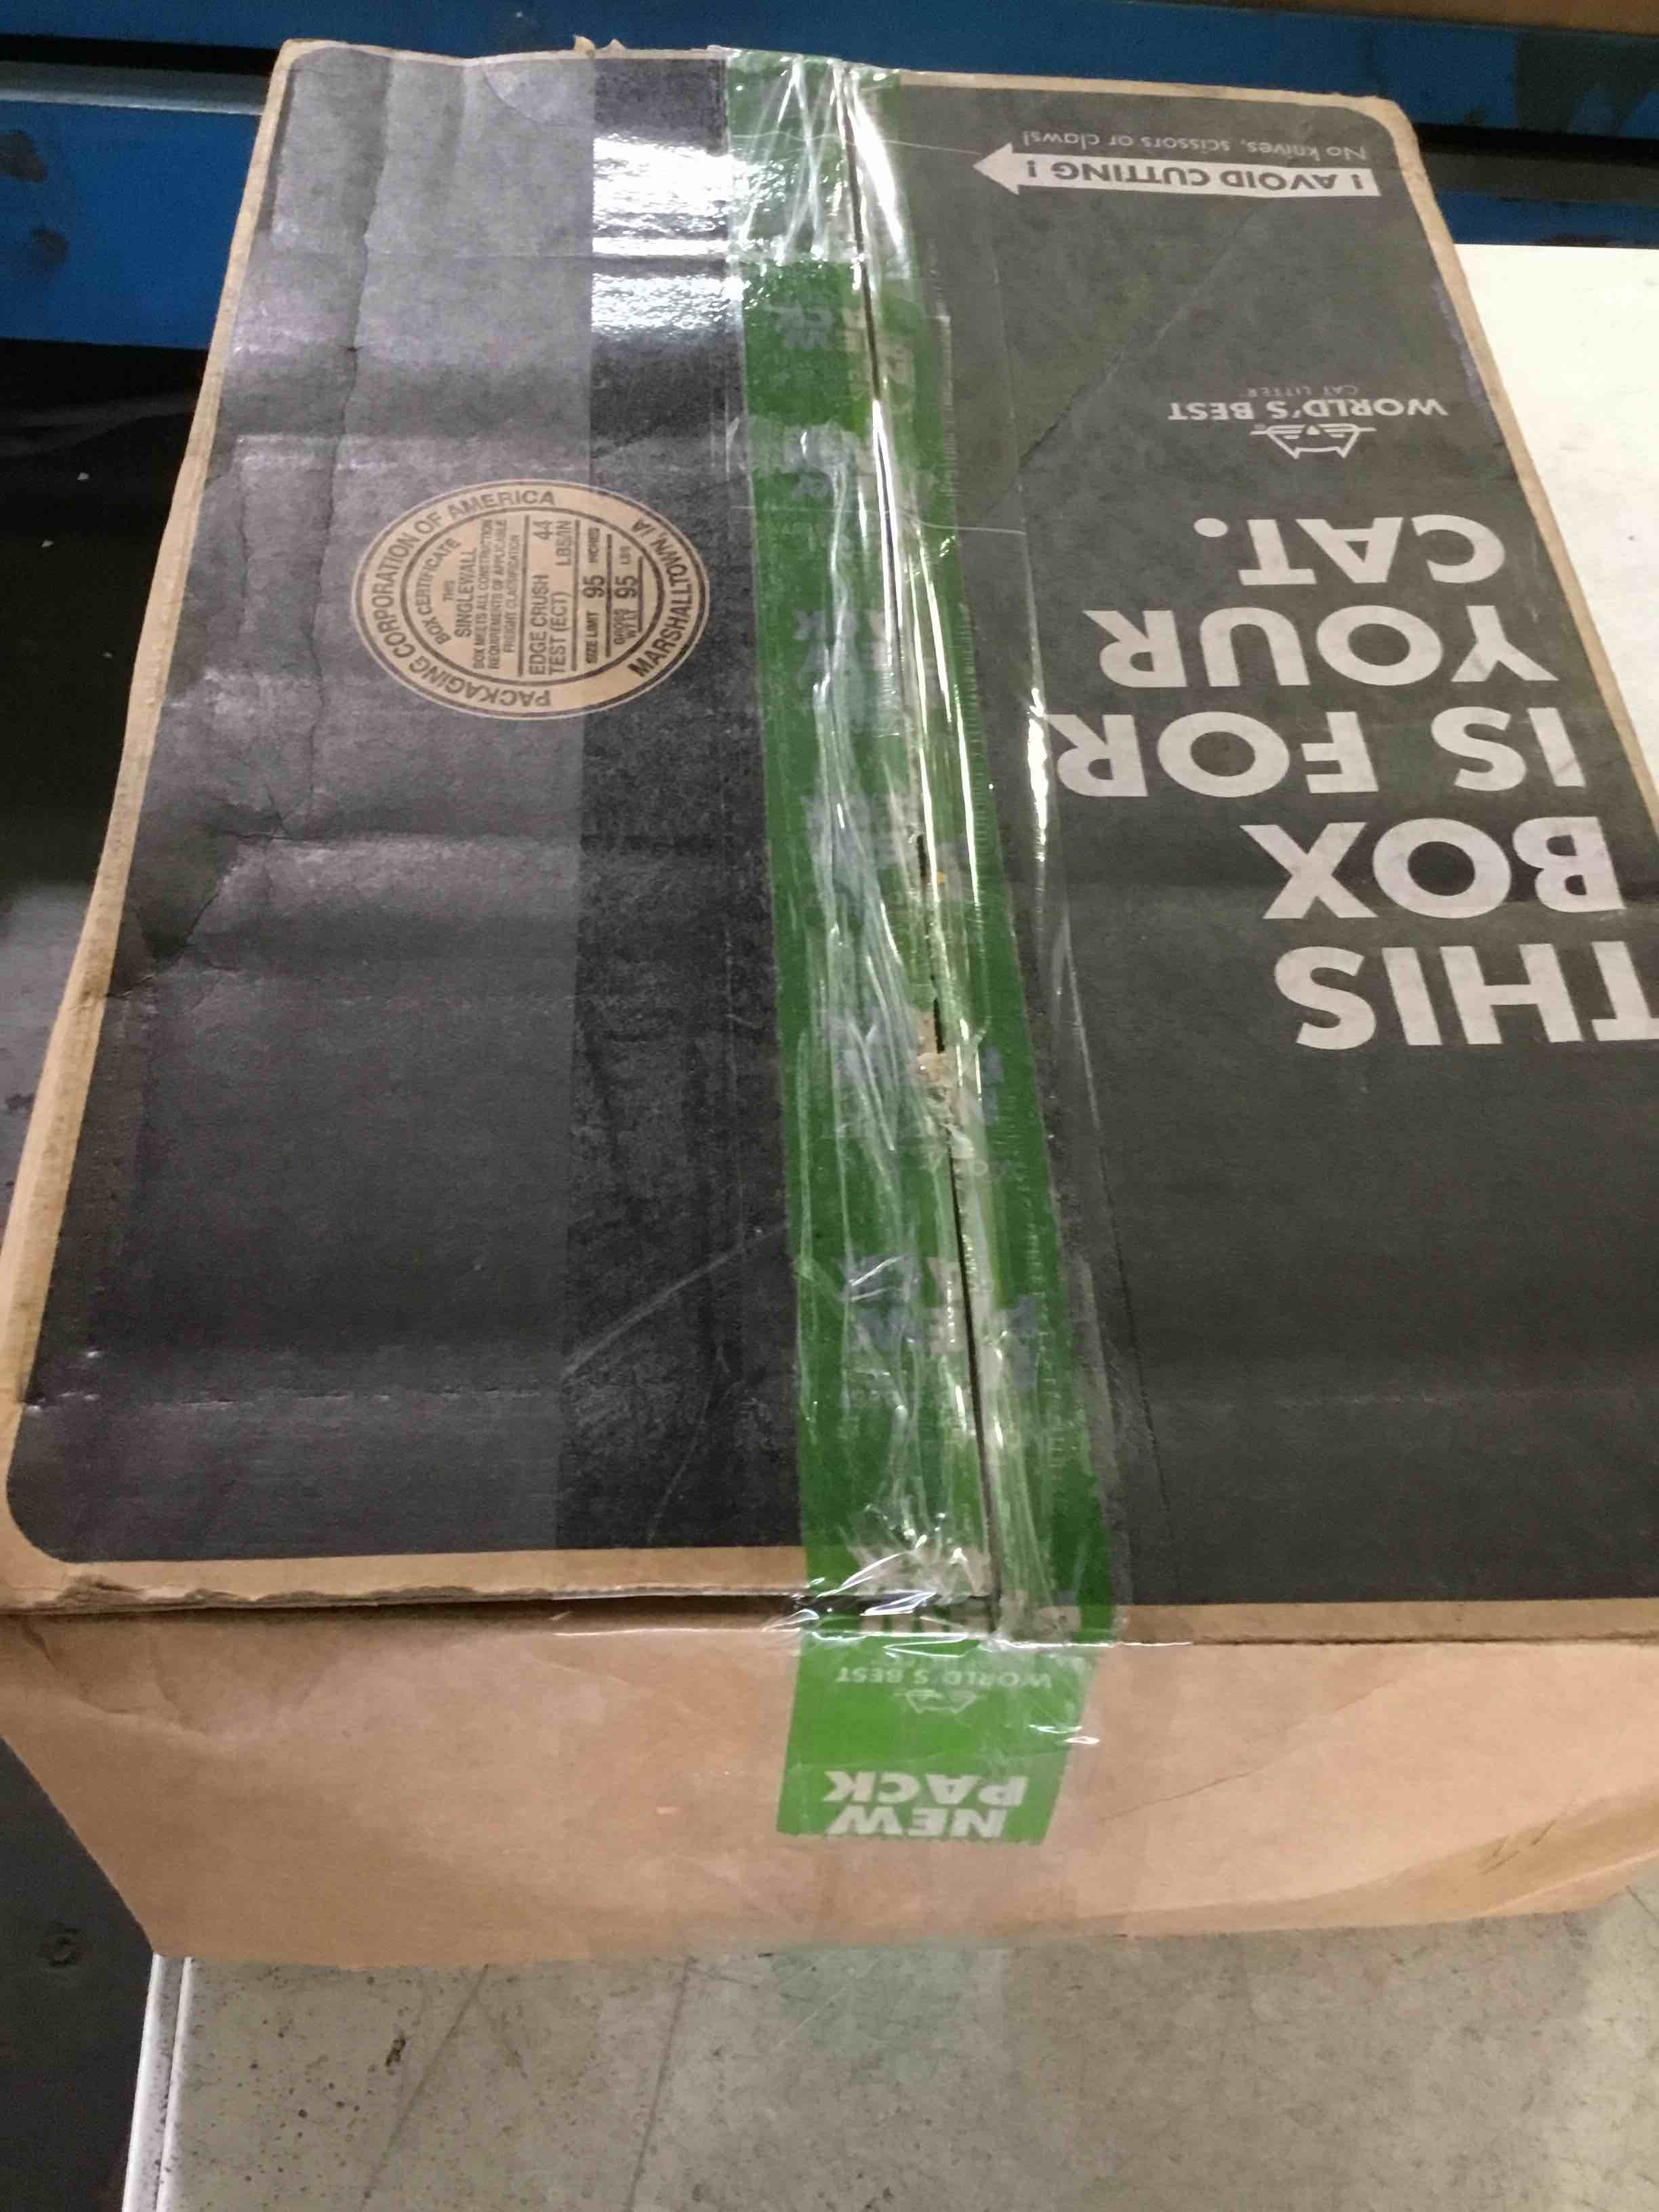 THIS
BOX
IS FOR
YOUR
CAT.
WORLD'S BEST
CAT LITTER
! AVOID CUTTING !
No knives, scissors or claws!
PACKAGING CORPORATION OF AMERICA
BOX CERTIFICATE
THIS
SINGLEWALL
BOX MEETS ALL CONSTRUCTION
REQUIREMENTS OF APPLICABLE
FREIGHT CLASSIFICATION
EDGE CRUSH 44
TEST (ECT) LBS/IN
SIZE LIMIT 95 INCHES
GROSS WT LT 95 LBS
MARSHALLTOWN, IA
NEW
PACK
WORLD'S BEST